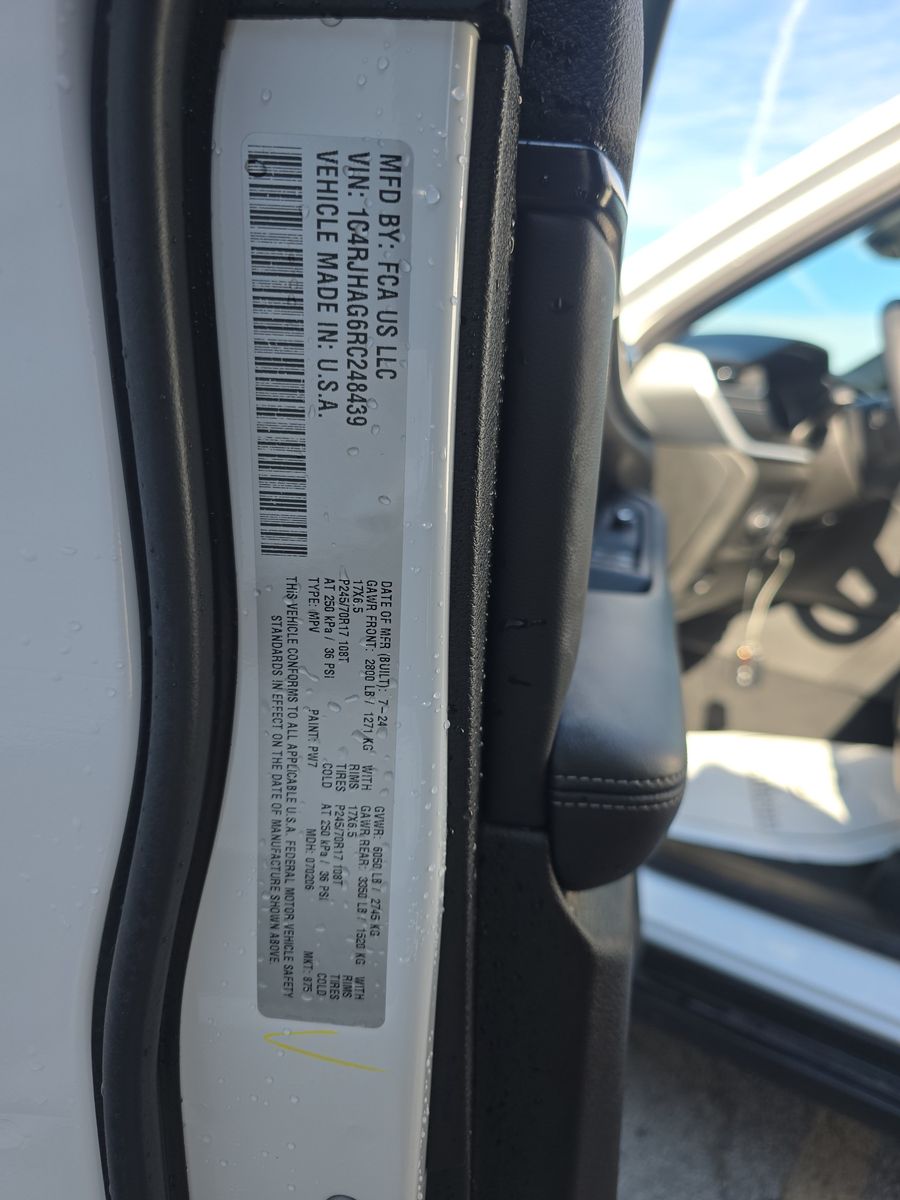 MFD BY: FCA US LLC
VIN: 1C4RJHAG6RC248439
VEHICLE MADE IN: U.S.A
DATE OF MFR (BUILT): 7-24 GVWR: 6050 LB / 2745 KG
GAWR FRONT: 2800 LB / 1271 KG WITH GAWR REAR: 3350 LB / 1520 KG WITH
17X6.5 RIMS 17X6.5 RIMS
P245/70R17 108T TIRES P245/70R17 108T TIRES
AT 250 kPa / 36 PSI COLD AT 250 kPa / 36 PSI COLD
TYPE: MPV PAINT: PW7 MDH: 070206 MKT: 975
THIS VEHICLE CONFORMS TO ALL APPLICABLE U.S.A. FEDERAL MOTOR VEHICLE SAFETY
STANDARDS IN EFFECT ON THE DATE OF MANUFACTURE SHOWN ABOVE.